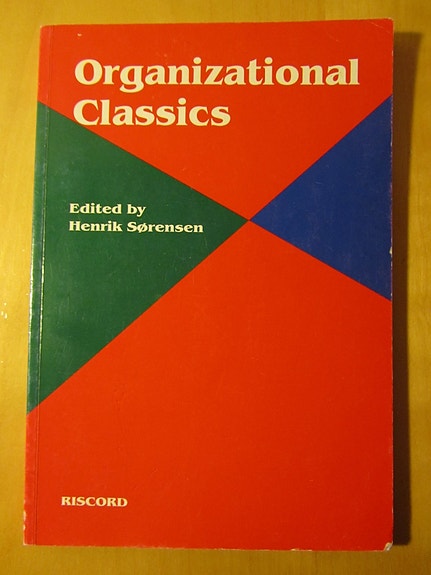 Organizational
Classics
Edited by
Henrik Sørensen
RISCORD